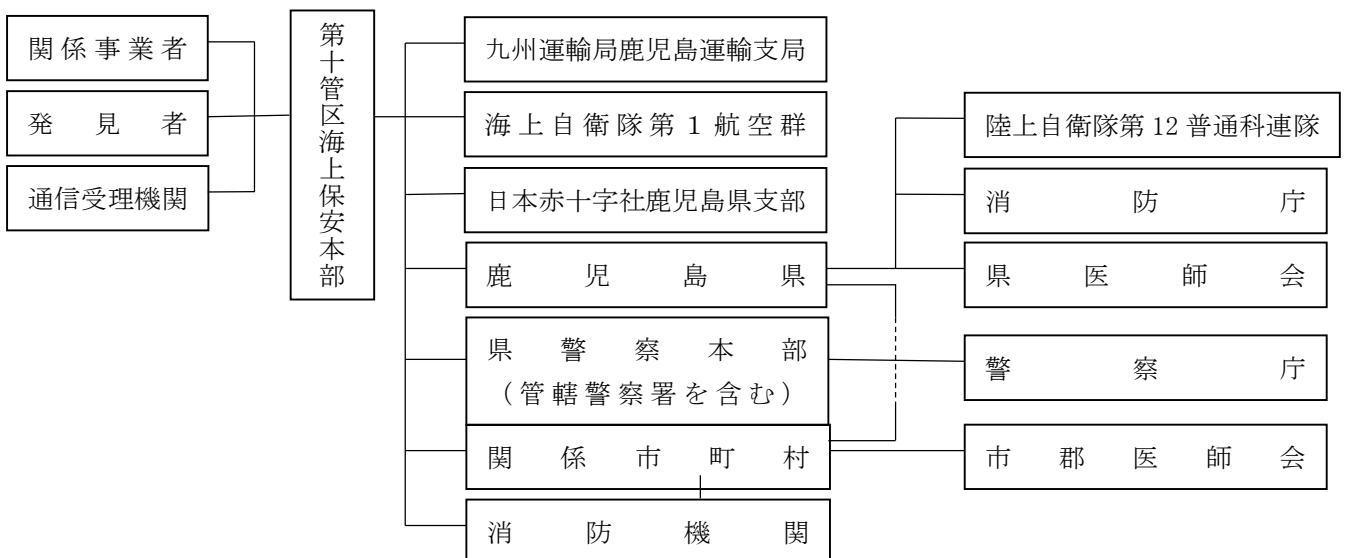 関係事業者
発見者
通信受理機関
第十管区海上保安本部
九州運輸局鹿児島運輸支局
海上自衛隊第１航空群
日本赤十字社鹿児島県支部
鹿児島県
県警察本部
（管轄警察署を含む）
関係市町村
消防機関
陸上自衛隊第12普通科連隊
消防庁
県医師会
警察庁
市郡医師会